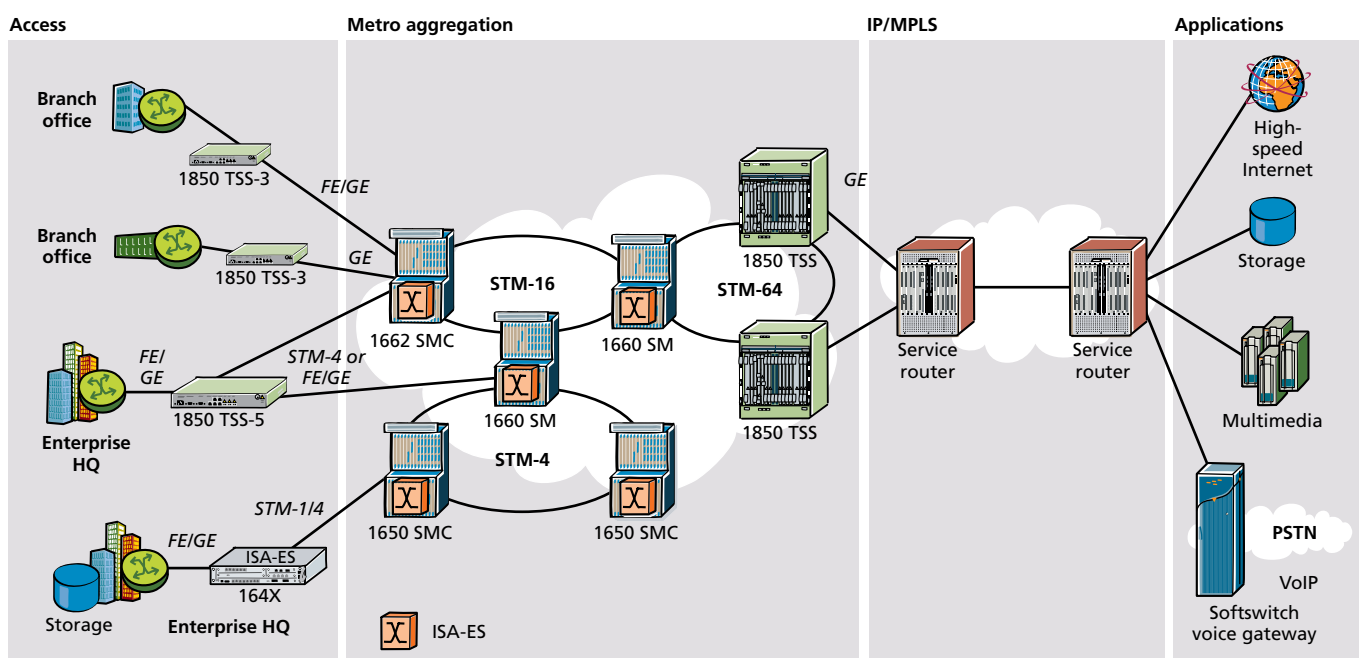 Access
Metro aggregation
IP/MPLS
Applications
Branch
office
1850 TSS-3
FE/GE
Branch
office
1850 TSS-3
GE
FE/
GE
1850 TSS-5
STM-4 or
FE/GE
Enterprise
HQ
STM-1/4
FE/GE
ISA-ES
164X
Storage
Enterprise HQ
1662 SMC
STM-16
1660 SM
1660 SM
STM-64
1850 TSS
1850 TSS
GE
STM-4
1650 SMC
1650 SMC
ISA-ES
Service
router
Service
router
High-
speed
Internet
Storage
Multimedia
PSTN
VoIP
Softswitch
voice gateway